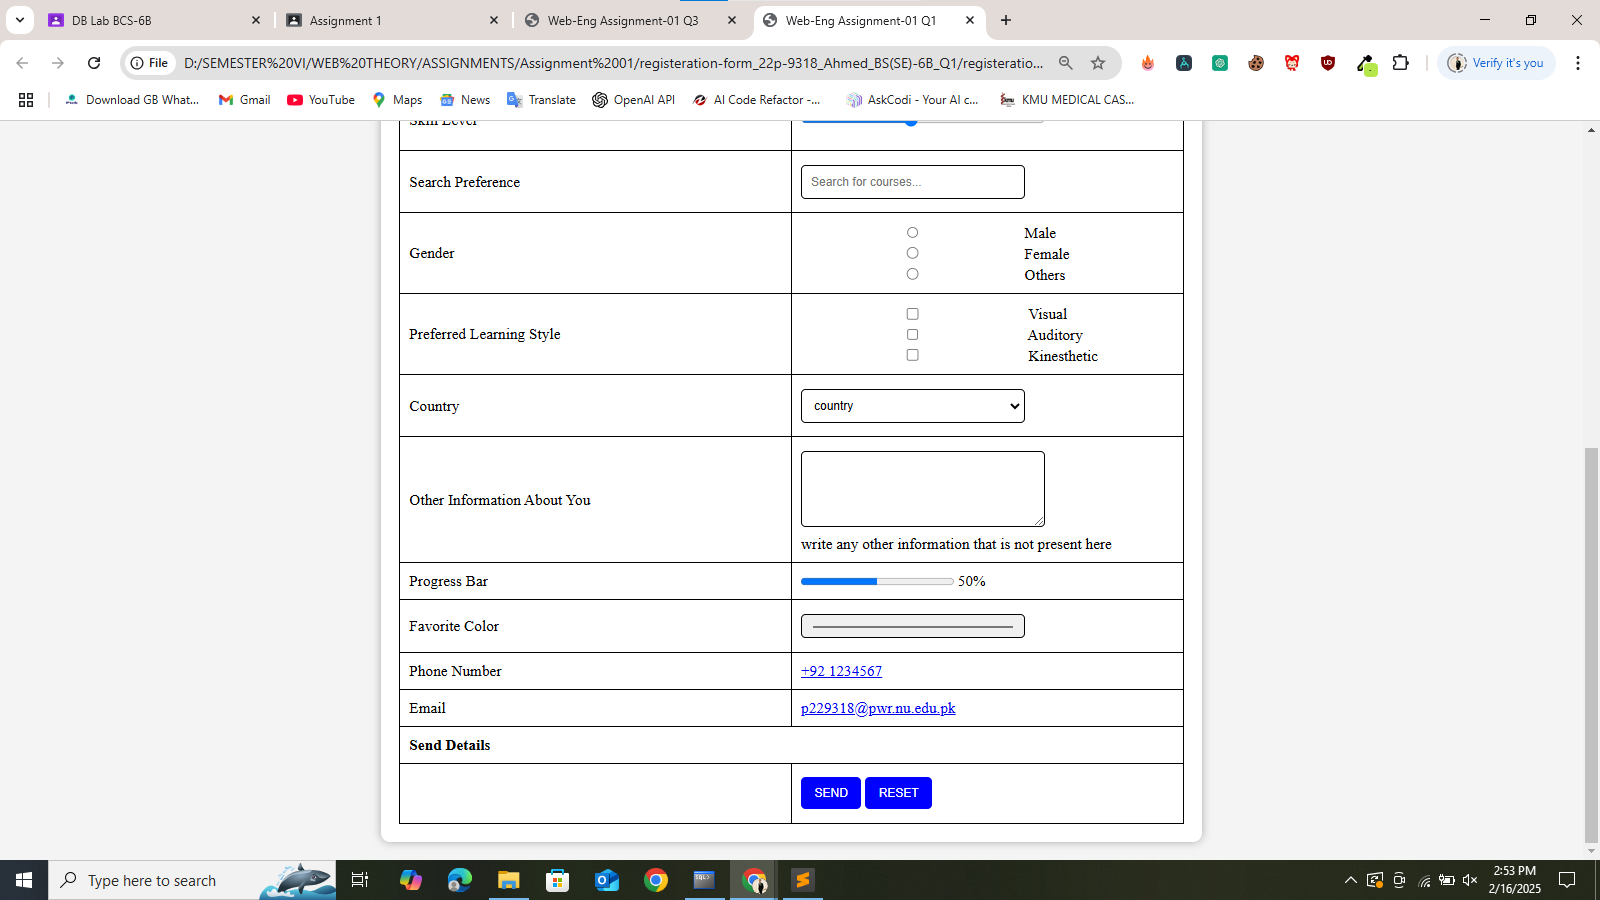 DB Lab BCS-6B
Assignment 1
Web-Eng Assignment-01 Q3
Web-Eng Assignment-01 Q1
File
D:/SEMESTER%20VI/WEB%20THEORY/ASSIGNMENTS/Assignment%2001/registeration-form_22p-9318_Ahmed_BS(SE)-6B_Q1/registeratio...
Verify it's you
Download GB What...
Gmail
YouTube
Maps
News
Translate
OpenAI API
AI Code Refactor -...
AskCodi - Your AI c...
KMU MEDICAL CAS...
Skill Level
Search Preference
Search for courses...
Gender
Male
Female
Others
Preferred Learning Style
Visual
Auditory
Kinesthetic
Country
country
Other Information About You
write any other information that is not present here
Progress Bar
50%
Favorite Color
Phone Number
+92 1234567
Email
p229318@pwr.nu.edu.pk
Send Details
SEND
RESET
Type here to search
2:53 PM
2/16/2025